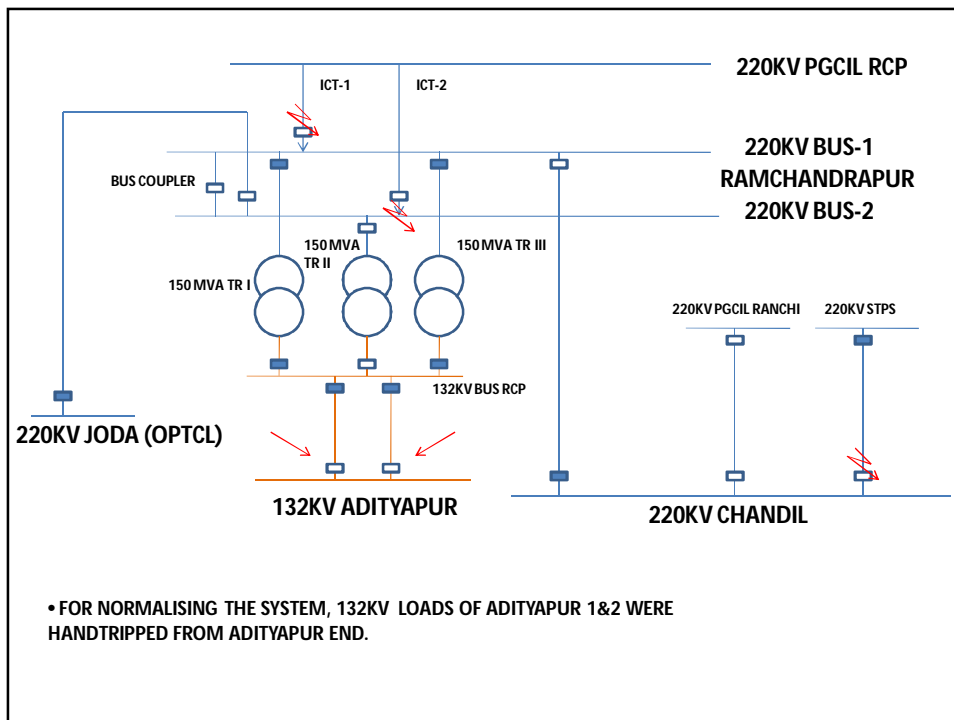 220KV PGCIL RCP
ICT-1
ICT-2
220KV BUS-1
RAMCHANDRAPUR
220KV BUS-2
BUS COUPLER
150 MVA
TR II
150 MVA TR III
150 MVA TR I
220KV PGCIL RANCHI
220KV STPS
132KV BUS RCP
220KV JODA (OPTCL)
132KV ADITYAPUR
220KV CHANDIL
• FOR NORMALISING THE SYSTEM, 132KV LOADS OF ADITYAPUR 1&2 WERE
HANDTRIPPED FROM ADITYAPUR END.